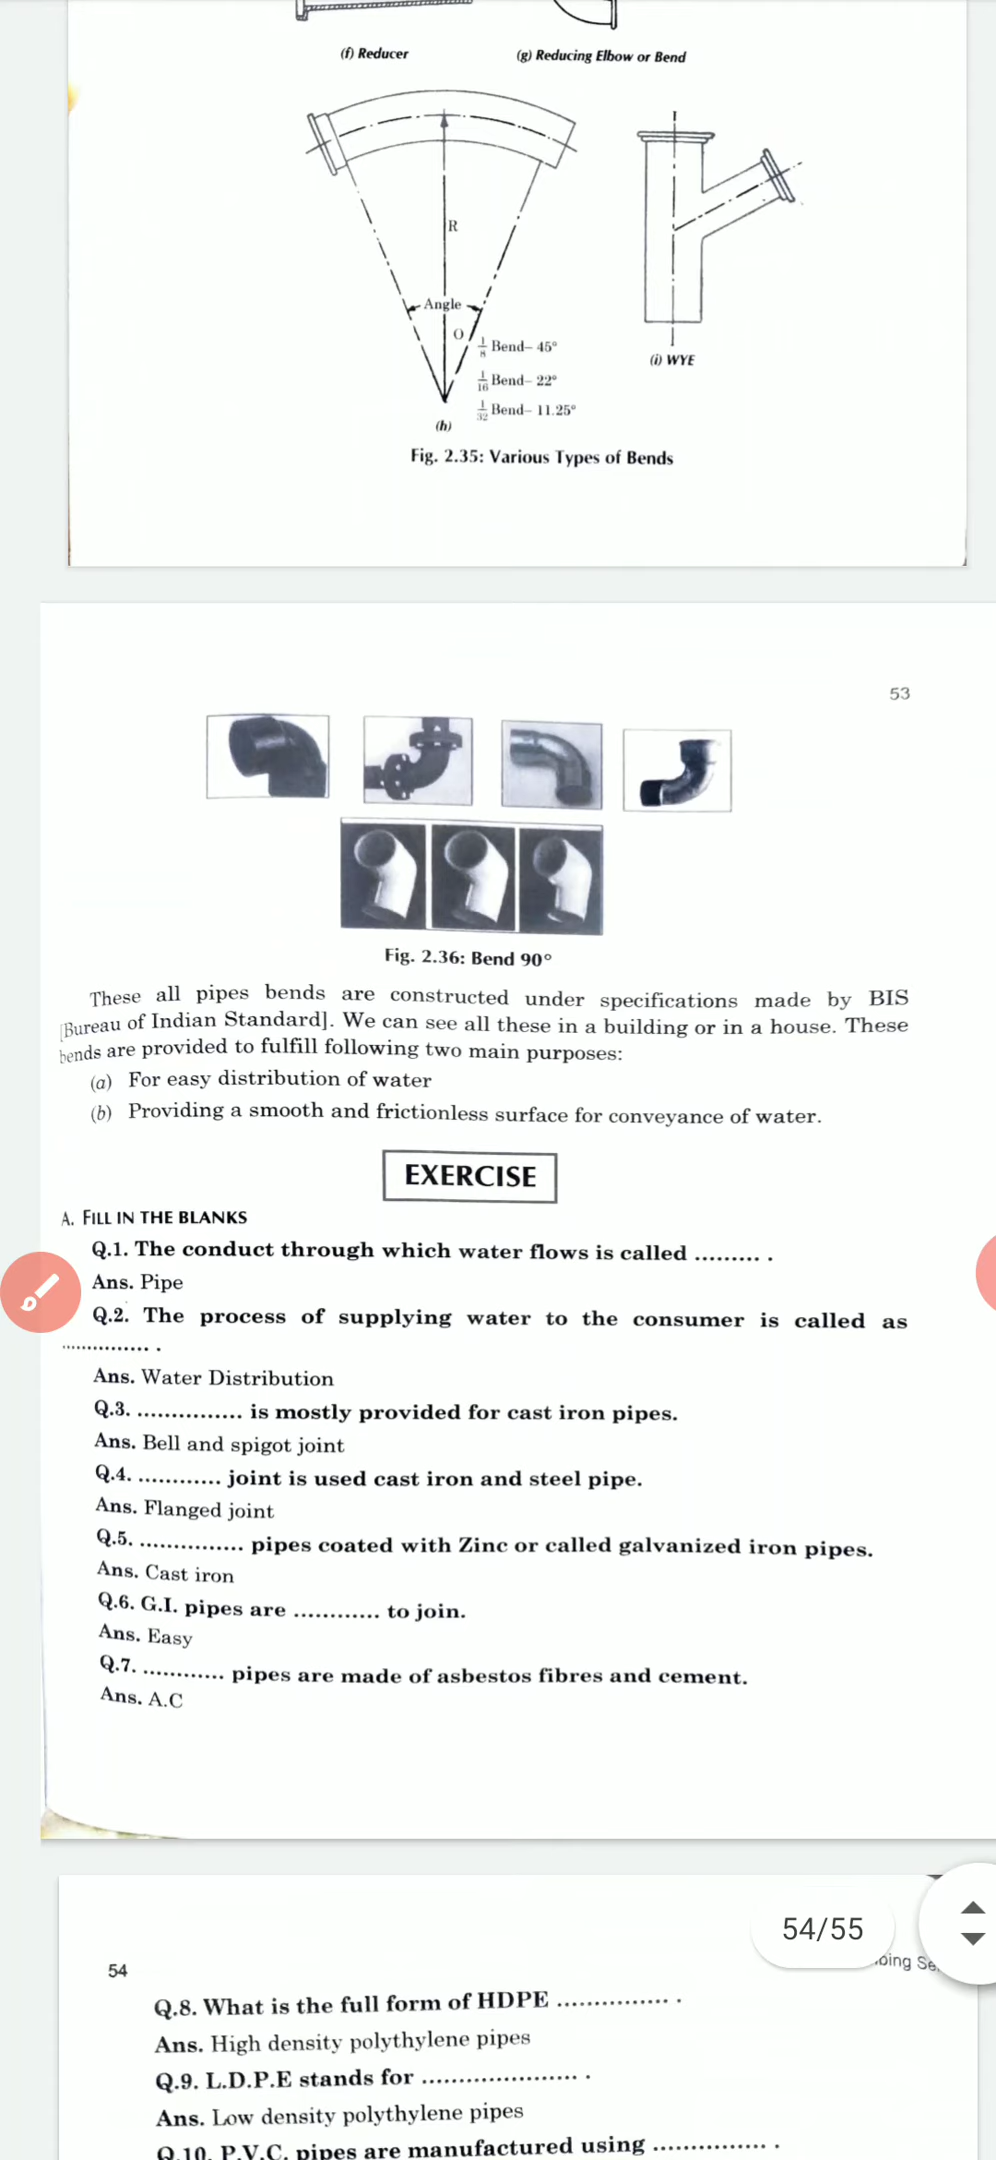 (f) Reducer
(g) Reducing Elbow or Bend
R
Angle
O
1/8 Bend– 45°
1/16 Bend– 22°
1/32 Bend– 11.25°
(h)
(i) WYE
Fig. 2.35: Various Types of Bends
53
Fig. 2.36: Bend 90°
These all pipes bends are constructed under specifications made by BIS
[Bureau of Indian Standard]. We can see all these in a building or in a house. These
bends are provided to fulfill following two main purposes:
(a) For easy distribution of water
(b) Providing a smooth and frictionless surface for conveyance of water.
EXERCISE
A. FILL IN THE BLANKS
Q.1. The conduct through which water flows is called ......... .
Ans. Pipe
Q.2. The process of supplying water to the consumer is called as
............... .
Ans. Water Distribution
Q.3. ............... is mostly provided for cast iron pipes.
Ans. Bell and spigot joint
Q.4. ............ joint is used cast iron and steel pipe.
Ans. Flanged joint
Q.5. ............... pipes coated with Zinc or called galvanized iron pipes.
Ans. Cast iron
Q.6. G.I. pipes are ............ to join.
Ans. Easy
Q.7. ............ pipes are made of asbestos fibres and cement.
Ans. A.C
54/55
54
Q.8. What is the full form of HDPE ............... .
Ans. High density polythylene pipes
Q.9. L.D.P.E stands for ..................... .
Ans. Low density polythylene pipes
Q.10. P.V.C. pipes are manufactured using ............... .